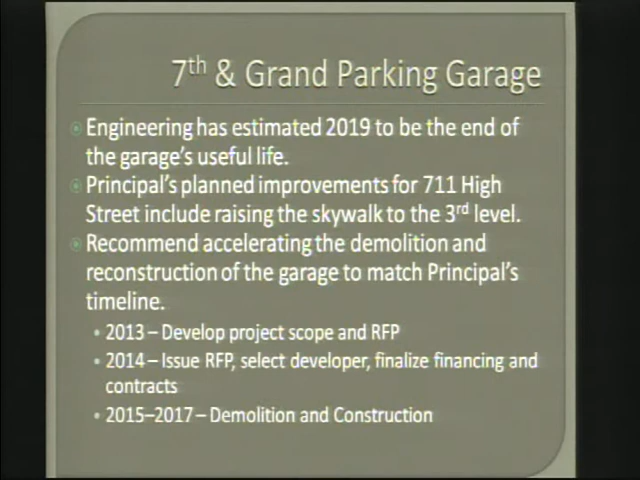 7th & Grand Parking Garage
Engineering has estimated 2019 to be the end of
the garage's useful life.
Principal's planned improvements for 711 High
Street include raising the skywalk to the 3rd level.
Recommend accelerating the demolition and
reconstruction of the garage to match Principal's
timeline.
• 2013 – Develop project scope and RFP
• 2014 – Issue RFP, select developer, finalize financing and
contracts
• 2015–2017 – Demolition and Construction